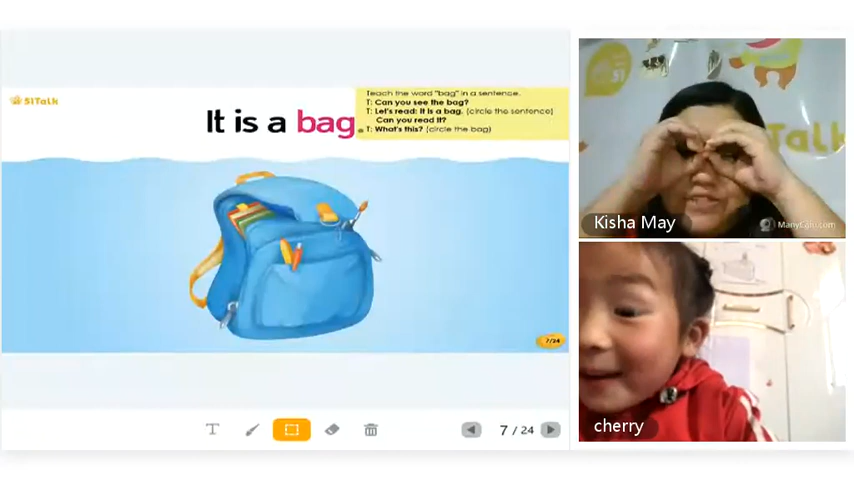 51Talk
It is a bag.
Teach the word "bag" in a sentence.
T: Can you see the bag?
T: Let's read: It is a bag. (circle the sentence)
Can you read it?
T: What's this? (circle the bag)
7/24
T
7 / 24
51
Talk
Kisha May
ManyCam.com
cherry